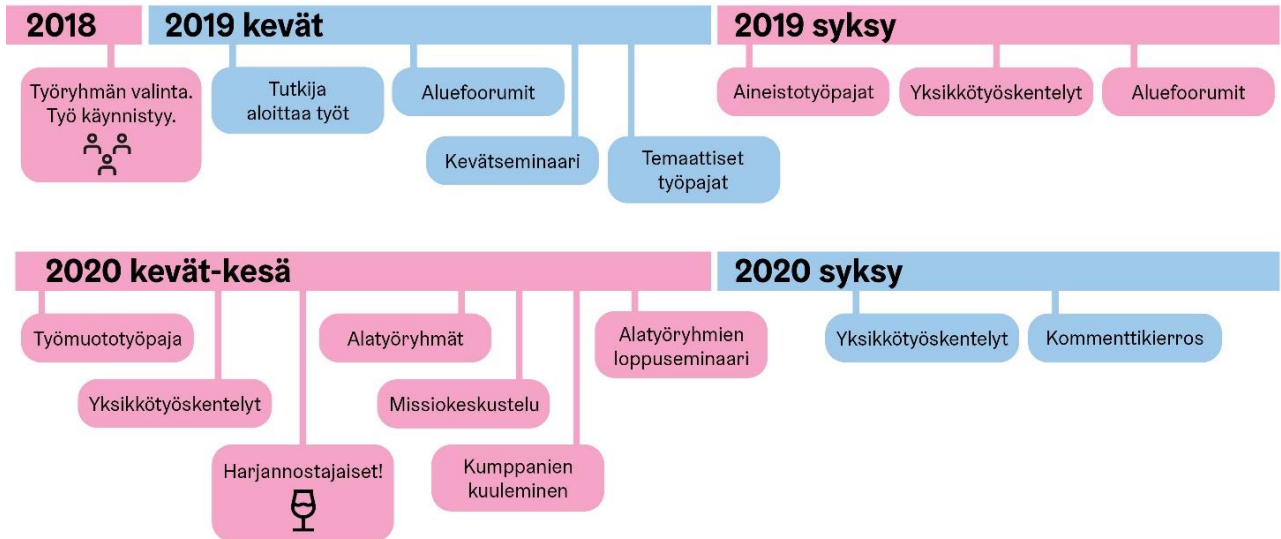 2018
Työryhmän valinta.
Työ käynnistyy.
2019 kevät
Tutkija
aloittaa työt
Aluefoorumit
Kevätseminaari
Temaattiset
työpajat
2019 syksy
Aineistotyöpajat
Yksikkötyöskentelyt
Aluefoorumit
2020 kevät-kesä
Työmuototyöpaja
Yksikkötyöskentelyt
Harjannostajaiset!
Alatyöryhmät
Missiokeskustelu
Kumppanien
kuuleminen
Alatyöryhmien
loppuseminaari
2020 syksy
Yksikkötyöskentelyt
Kommenttikierros